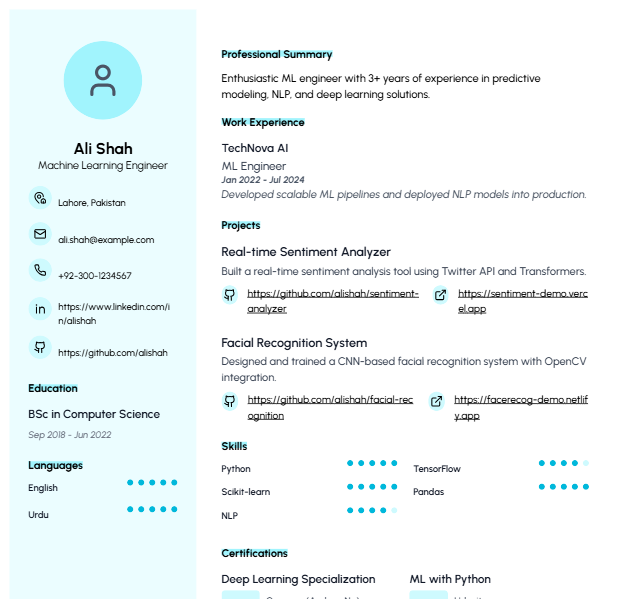 Ali Shah
Machine Learning Engineer
Lahore, Pakistan
ali.shah@example.com
+92-300-1234567
https://www.linkedin.com/i
n/alishah
https://github.com/alishah
Education
BSc in Computer Science
Sep 2018 - Jun 2022
Languages
English
Urdu
Professional Summary
Enthusiastic ML engineer with 3+ years of experience in predictive
modeling, NLP, and deep learning solutions.
Work Experience
TechNova AI
ML Engineer
Jan 2022 - Jul 2024
Developed scalable ML pipelines and deployed NLP models into production.
Projects
Real-time Sentiment Analyzer
Built a real-time sentiment analysis tool using Twitter API and Transformers.
https://github.com/alishah/sentiment-
analyzer
https://sentiment-demo.verc
el.app
Facial Recognition System
Designed and trained a CNN-based facial recognition system with OpenCV
integration.
https://github.com/alishah/facial-rec
ognition
https://facerecog-demo.netlif
y.app
Skills
Python
TensorFlow
Scikit-learn
Pandas
NLP
Certifications
Deep Learning Specialization
ML with Python